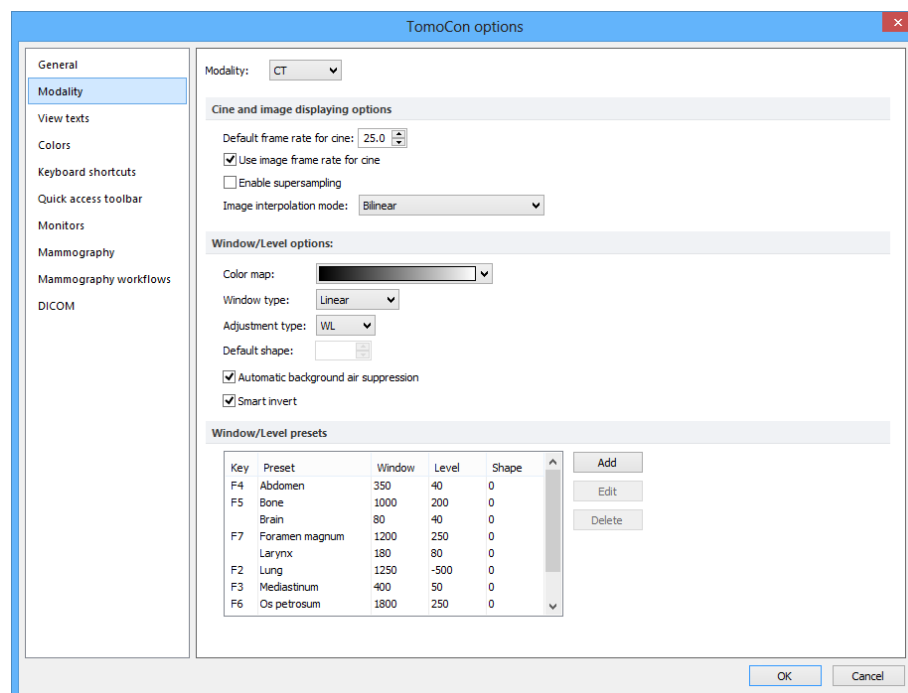 TomoCon options
General
Modality
View texts
Colors
Keyboard shortcuts
Quick access toolbar
Monitors
Mammography
Mammography workflows
DICOM
Modality: CT
Cine and image displaying options
Default frame rate for cine: 25.0
Use image frame rate for cine
Enable supersampling
Image interpolation mode: Bilinear
Window/Level options:
Color map:
Window type: Linear
Adjustment type: WL
Default shape:
Automatic background air suppression
Smart invert
Window/Level presets
Key Preset Window Level Shape
F4 Abdomen 350 40 0
F5 Bone 1000 200 0
Brain 80 40 0
F7 Foramen magnum 1200 250 0
Larynx 180 80 0
F2 Lung 1250 -500 0
F3 Mediastinum 400 50 0
F6 Os petrosum 1800 250 0
Add
Edit
Delete
OK Cancel